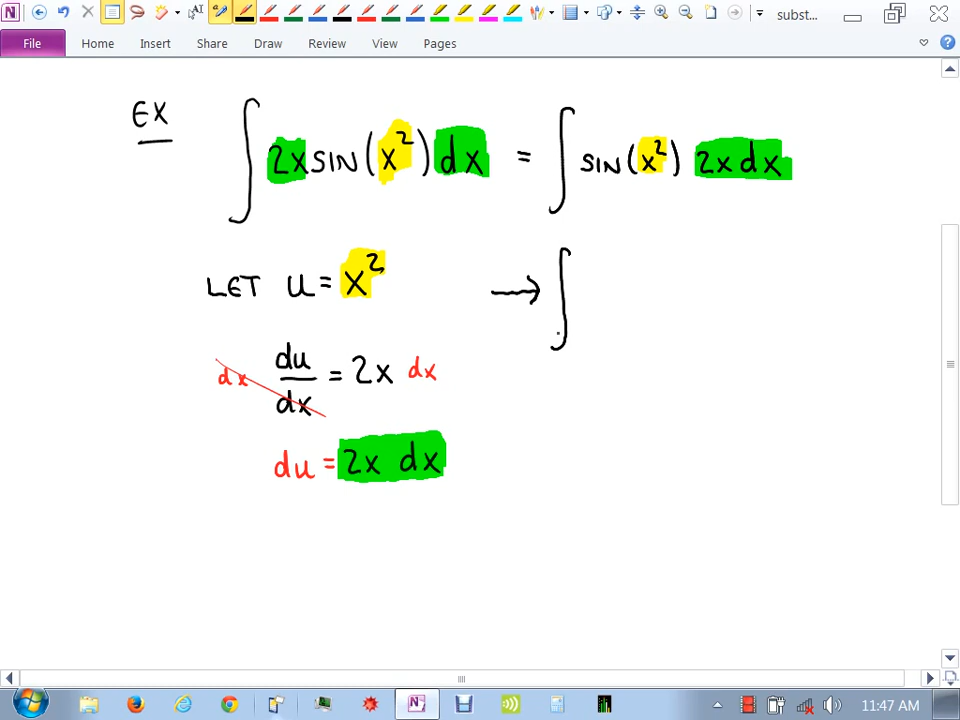 subst...
File Home Insert Share Draw Review View Pages
EX ∫ 2x SIN(x²) dx = ∫ SIN(x²) 2x dx
LET u = x² → ∫
dx du/dx = 2x dx
du = 2x dx
11:47 AM